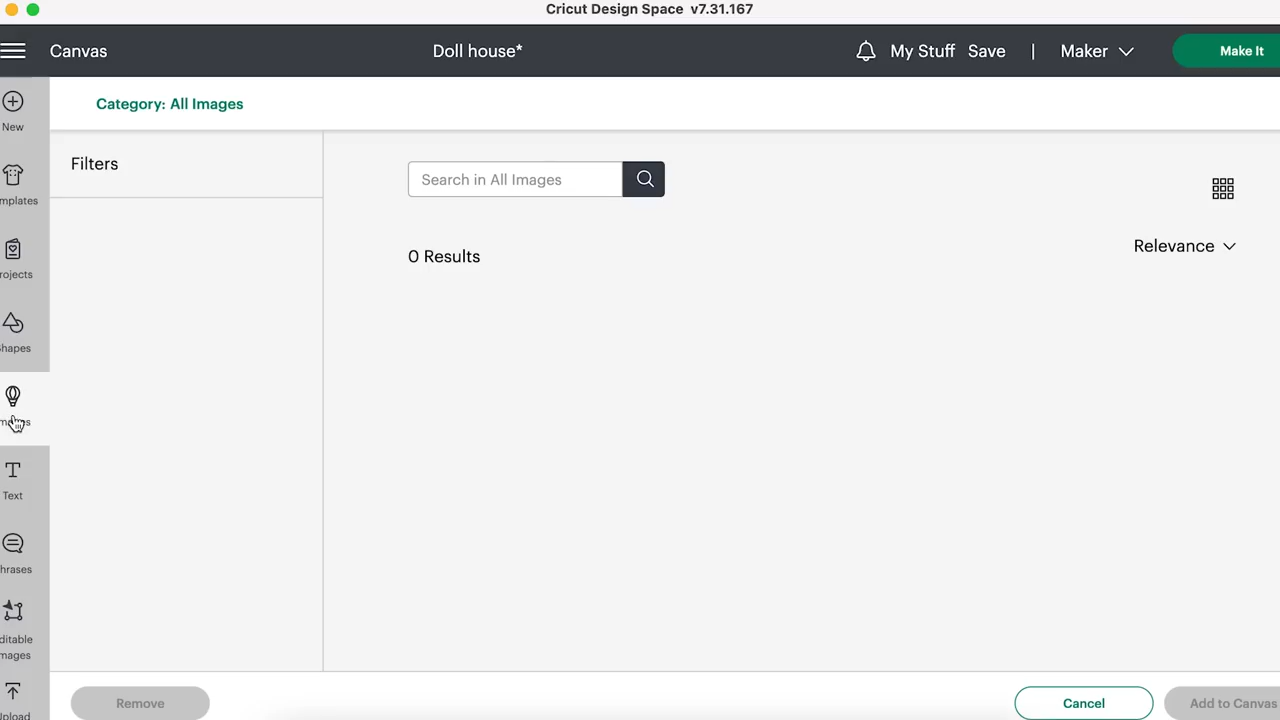 Cricut Design Space v7.31.167
Canvas
Doll house*
My Stuff Save | Maker
Make It
Category: All Images
New
mplates
rojects
Shapes
Text
hrases
ditable
mages
Upload
Filters
Search in All Images
0 Results
Relevance
Remove
Cancel
Add to Canvas